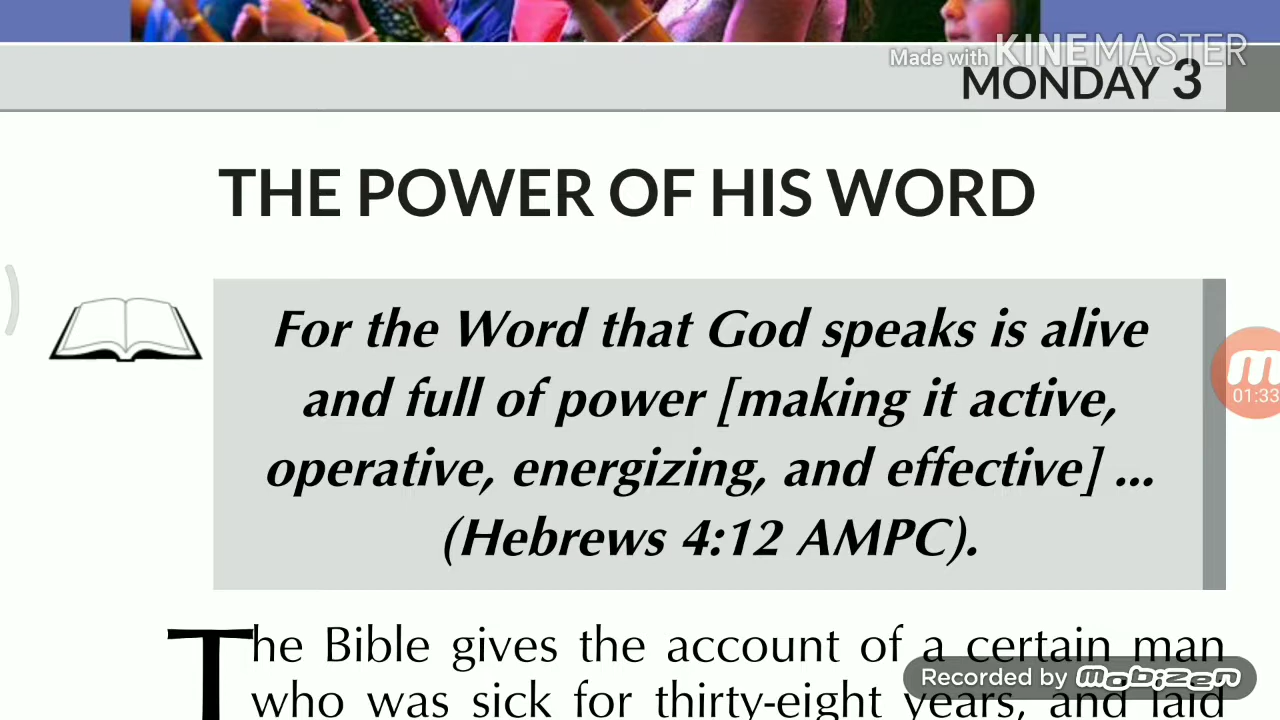 Made with KINEMASTER
MONDAY 3
THE POWER OF HIS WORD
For the Word that God speaks is alive
and full of power [making it active,
operative, energizing, and effective] ...
(Hebrews 4:12 AMPC).
01:33
The Bible gives the account of a certain man
who was sick for thirty-eight years, and laid
Recorded by mobizen